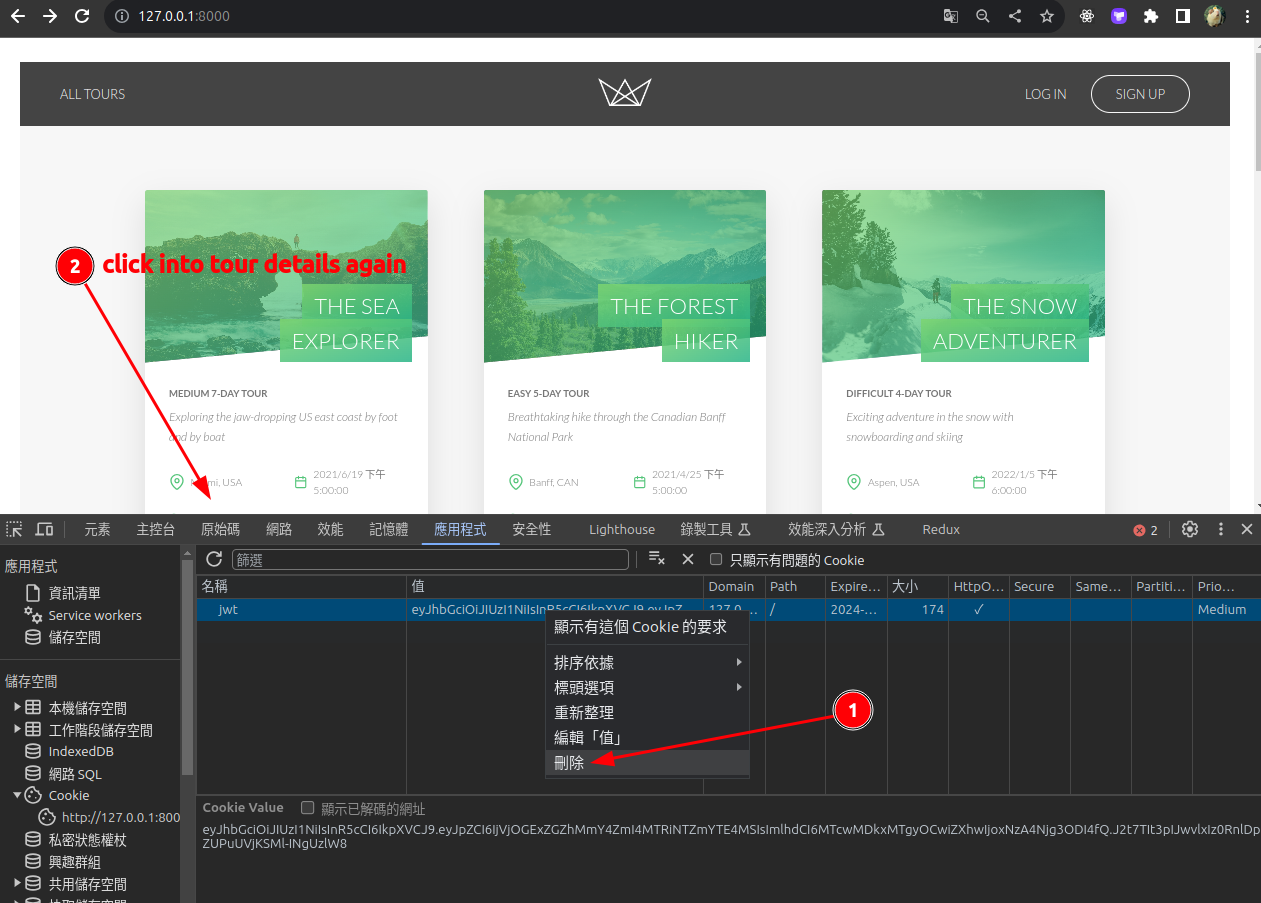 127.0.0.1:8000
ALL TOURS
LOG IN
SIGN UP
2 click into tour details again
THE SEA
EXPLORER
THE FOREST
HIKER
THE SNOW
ADVENTURER
MEDIUM 7-DAY TOUR
Exploring the jaw-dropping US east coast by foot
and by boat
EASY 5-DAY TOUR
Breathtaking hike through the Canadian Banff
National Park
DIFFICULT 4-DAY TOUR
Exciting adventure in the snow with
snowboarding and skiing
Miami, USA
2021/6/19 下午
5:00:00
Banff, CAN
2021/4/25 下午
5:00:00
Aspen, USA
2022/1/5 下午
6:00:00
元素 主控台 原始碼 網路 效能 記憶體 應用程式 安全性 Lighthouse 錄製工具 效能深入分析 Redux 2
應用程式
資訊清單
Service workers
儲存空間
儲存空間
本機儲存空間
工作階段儲存空間
IndexedDB
網路 SQL
Cookie
http://127.0.0.1:800
私密狀態權杖
興趣群組
共用儲存空間
篩選
只顯示有問題的 Cookie
名稱 值 Domain Path Expire... 大小 HttpO... Secure Same... Partiti... Prio...
jwt eyJhbGciOiJIUzI1NiIsInR5cCI6IkpXVCJ9.eyJpZ... 127.0... / 2024-... 174 ✓ Medium
顯示有這個 Cookie 的要求
排序依據
標頭選項
重新整理
編輯「值」
刪除
1
Cookie Value 顯示已解碼的網址